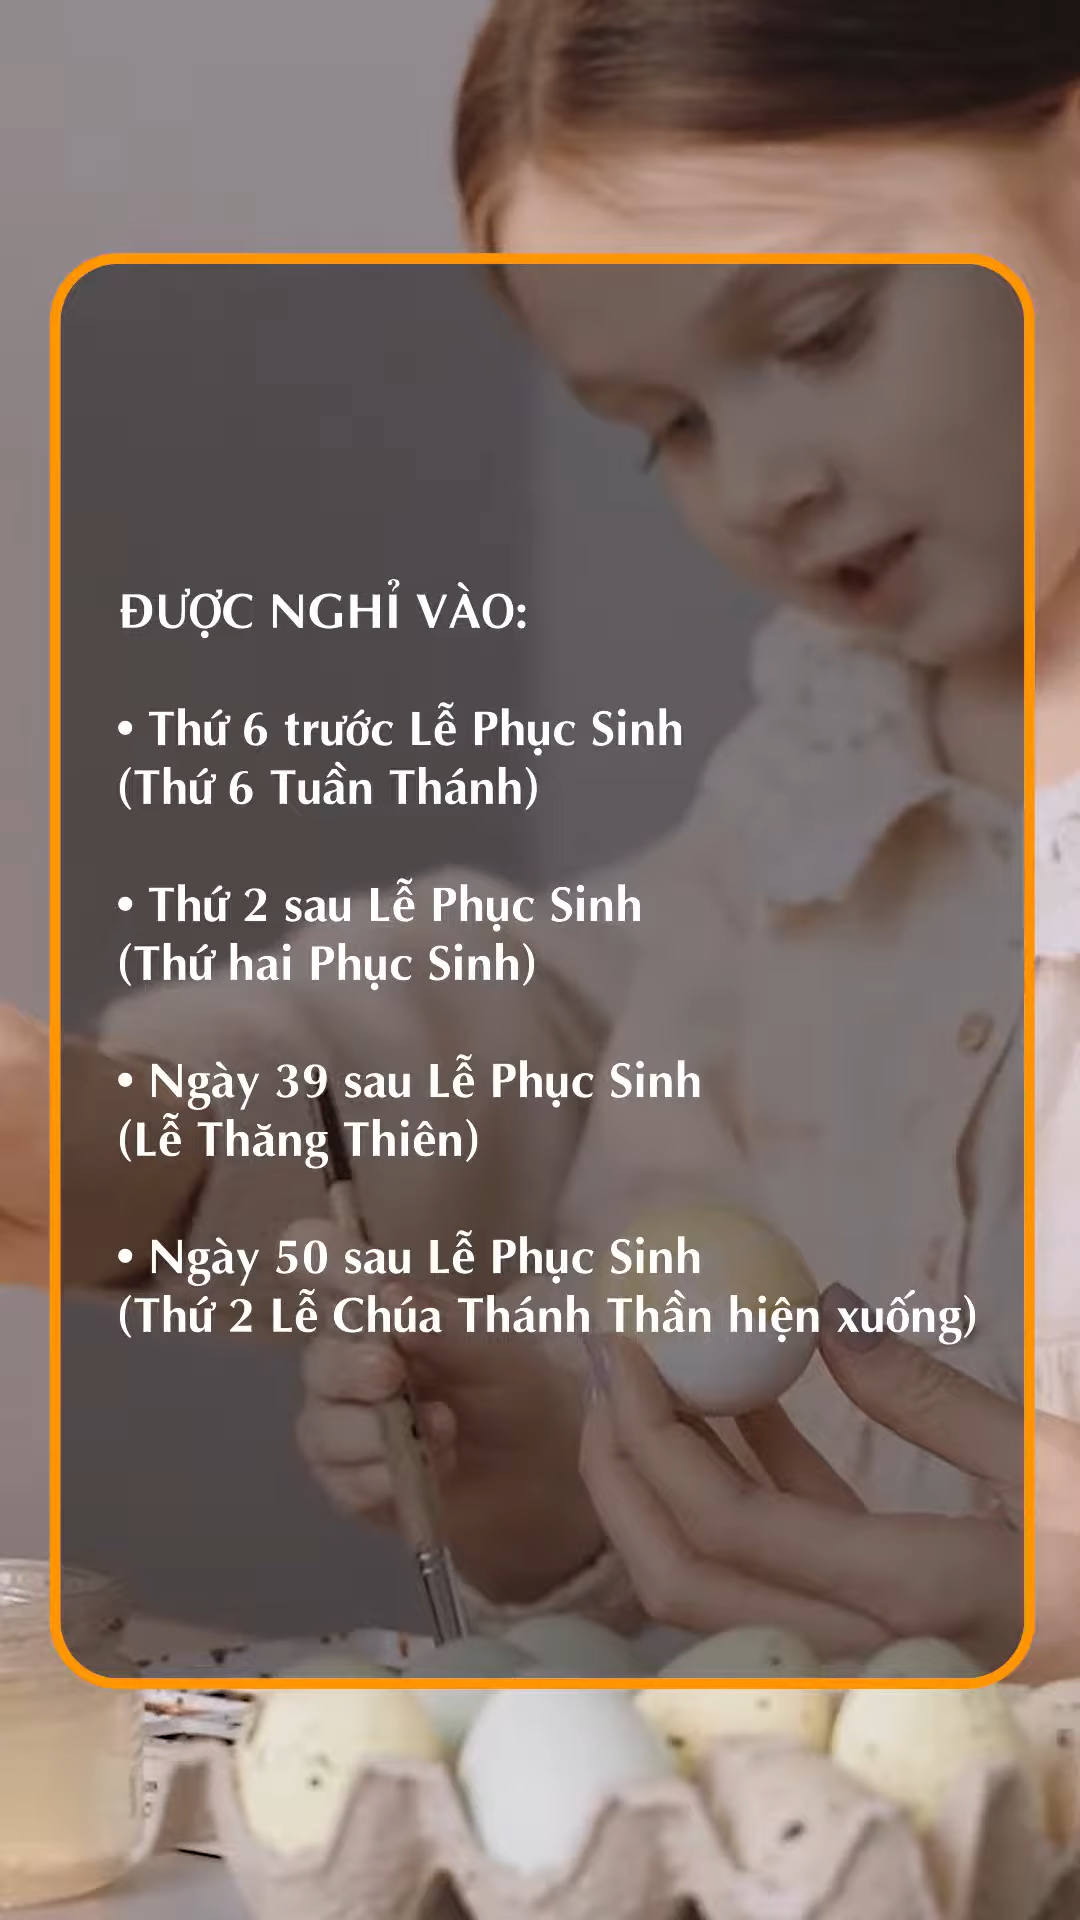 ĐƯỢC NGHỈ VÀO:
• Thứ 6 trước Lễ Phục Sinh
(Thứ 6 Tuần Thánh)
• Thứ 2 sau Lễ Phục Sinh
(Thứ hai Phục Sinh)
• Ngày 39 sau Lễ Phục Sinh
(Lễ Thăng Thiên)
• Ngày 50 sau Lễ Phục Sinh
(Thứ 2 Lễ Chúa Thánh Thần hiện xuống)